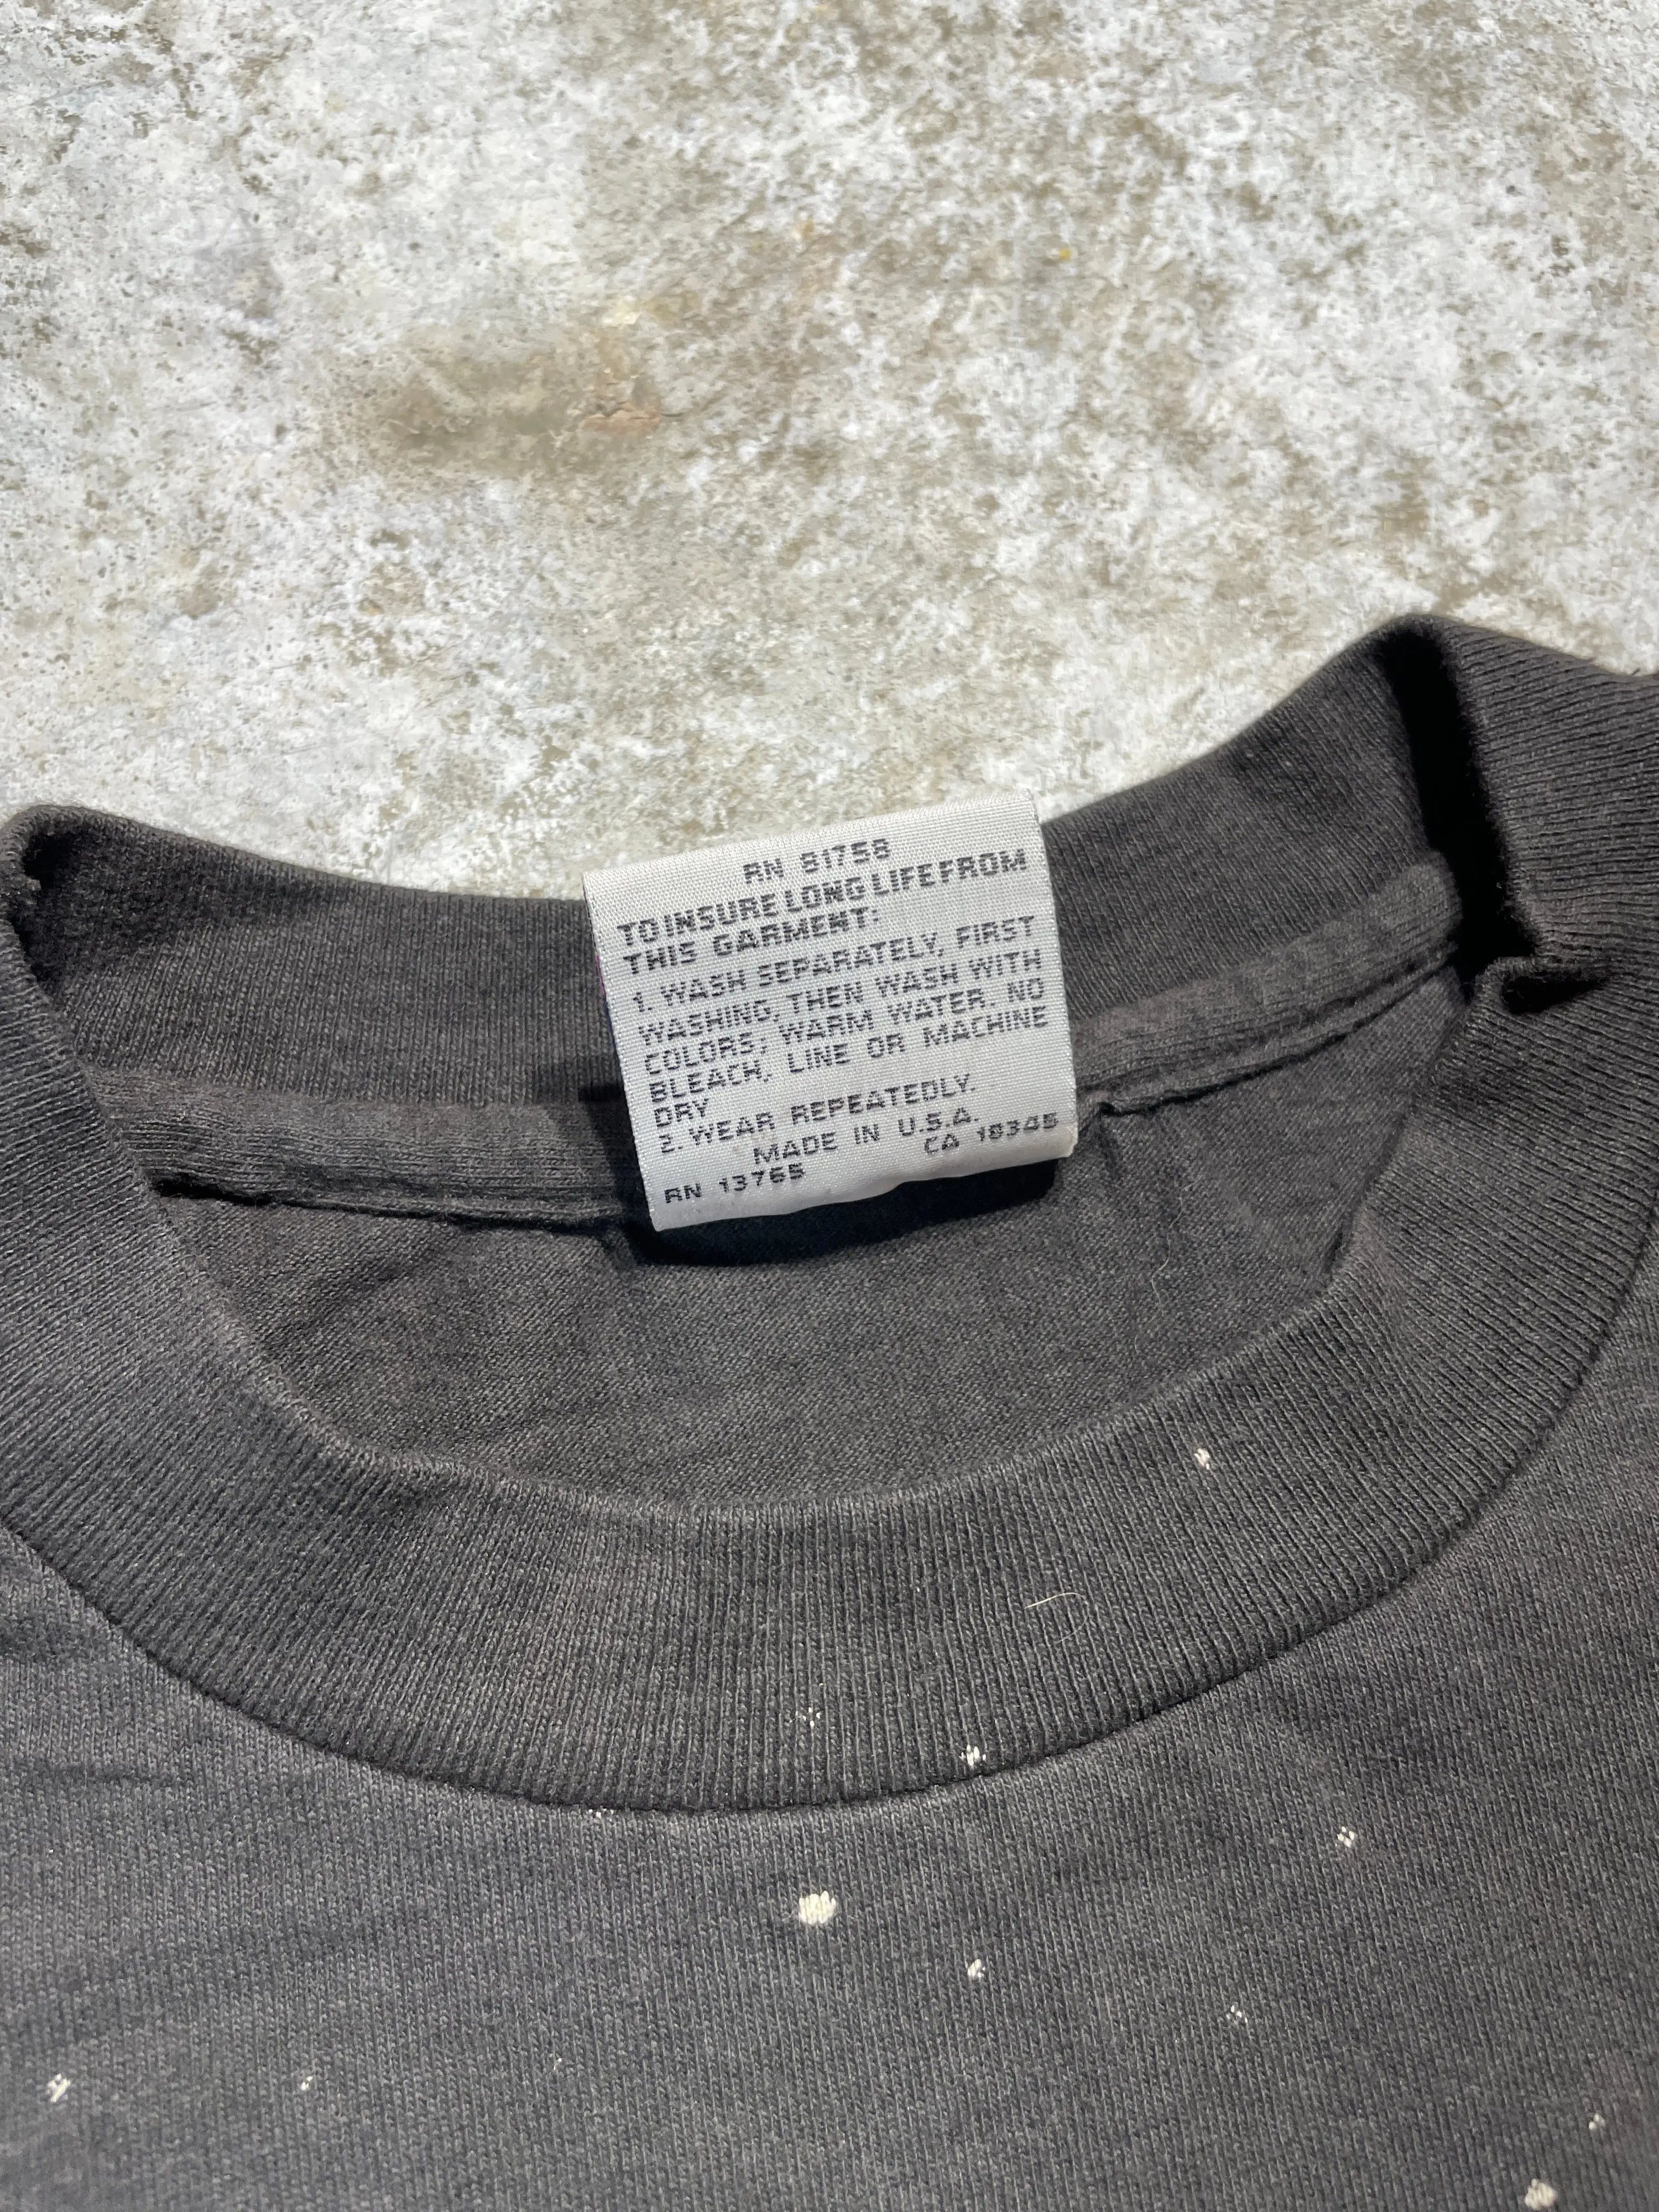 RN 81758
TO INSURE LONG LIFE FROM
THIS GARMENT:
1. WASH SEPARATELY, FIRST
WASHING, THEN WASH WITH
COLORS; WARM WATER. NO
BLEACH, LINE OR MACHINE
DRY
2. WEAR REPEATEDLY.
MADE IN U.S.A.
RN 13765 CA 18345